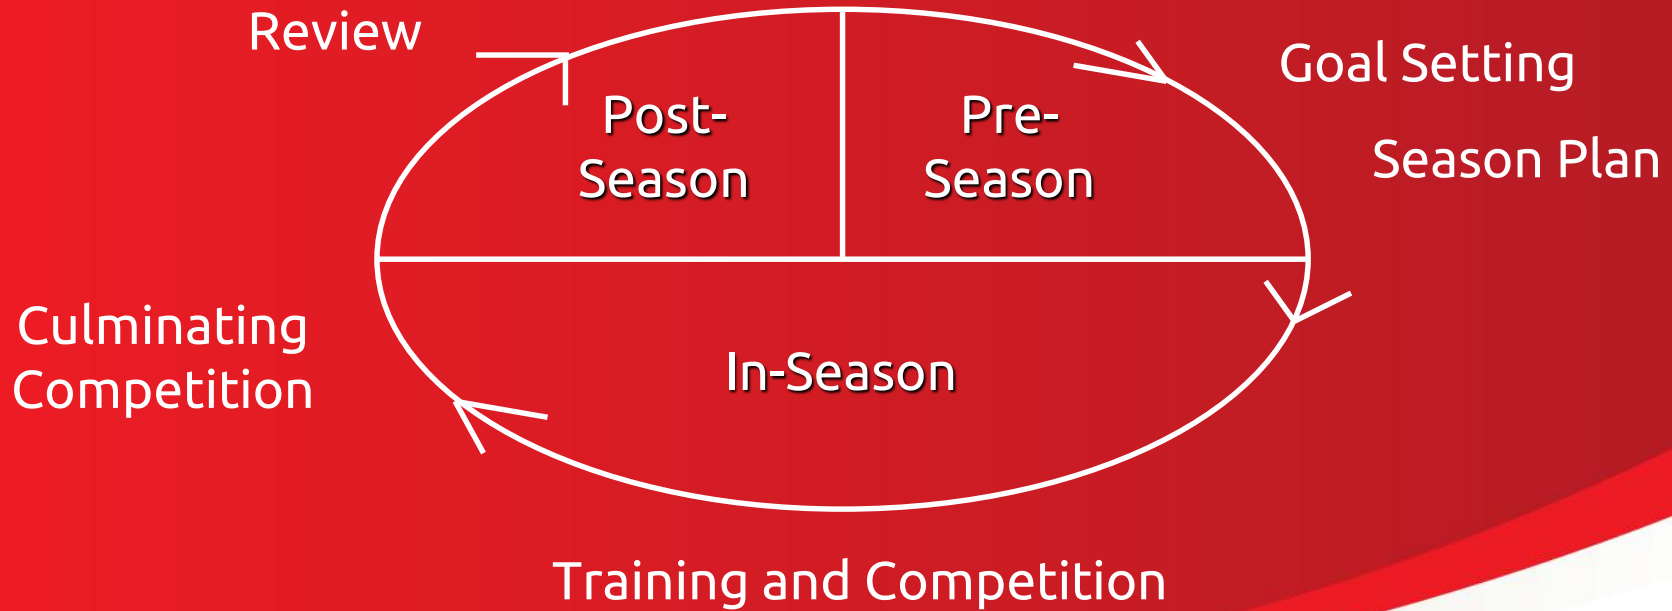 Review
Goal Setting
Post-
Season
Pre-
Season
Season Plan
Culminating
Competition
In-Season
Training and Competition